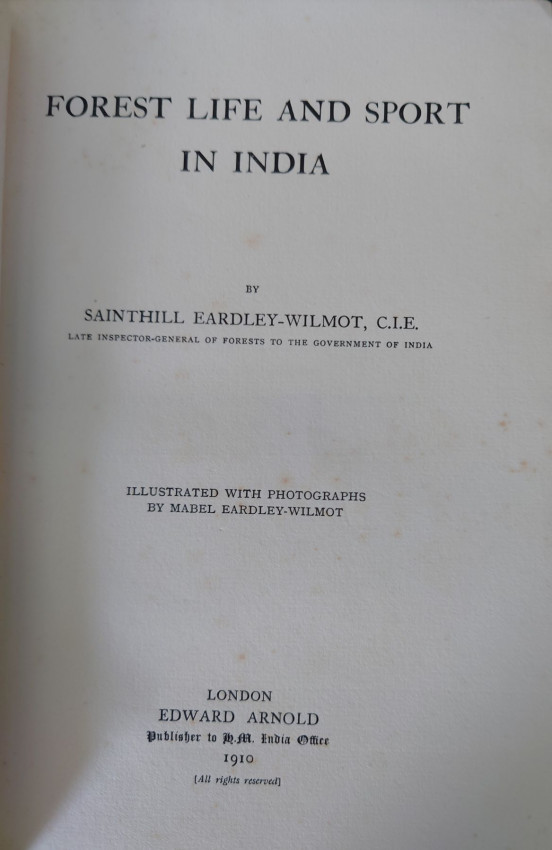 FOREST LIFE AND SPORT
IN INDIA
BY
SAINTHILL EARDLEY-WILMOT, C.I.E.
LATE INSPECTOR-GENERAL OF FORESTS TO THE GOVERNMENT OF INDIA
ILLUSTRATED WITH PHOTOGRAPHS
BY MABEL EARDLEY-WILMOT
LONDON
EDWARD ARNOLD
Publisher to H.M. India Office
1910
[All rights reserved]